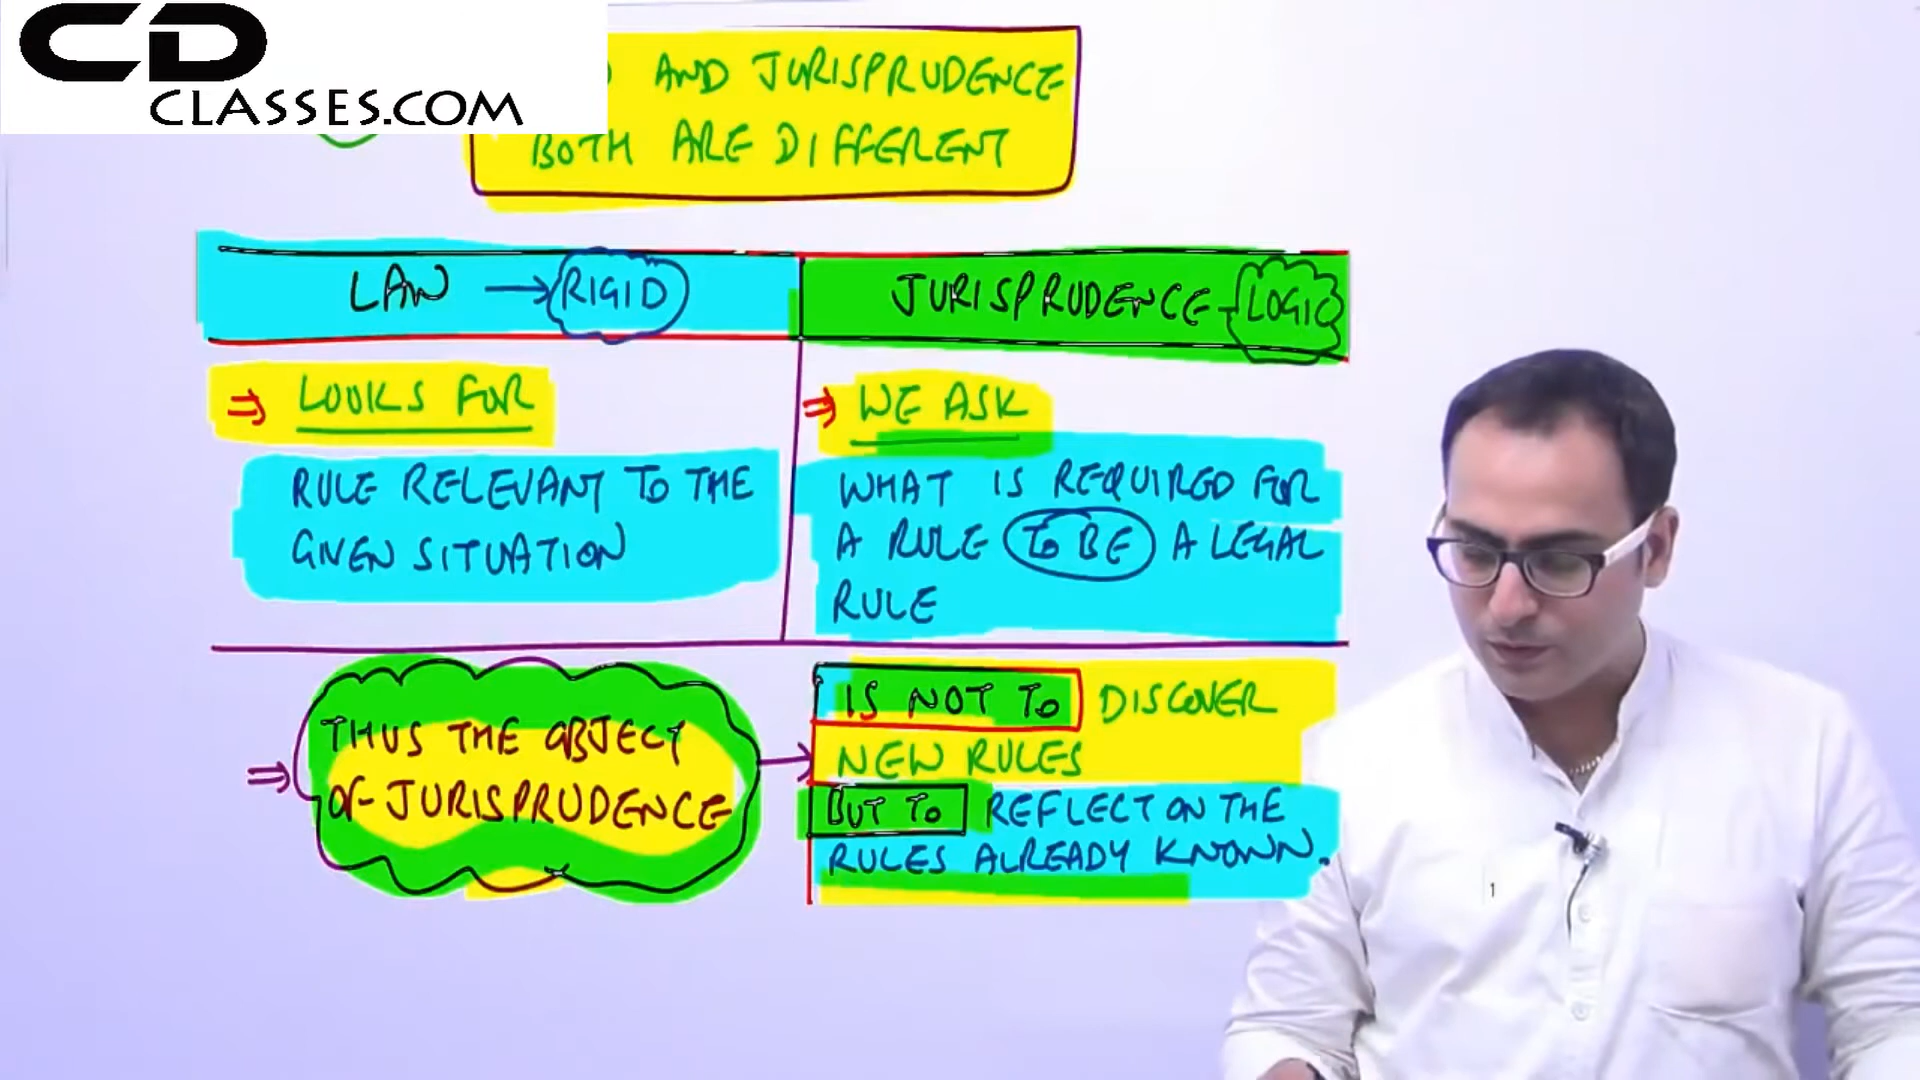 CD
CLASSES.COM
AND JURISPRUDENCE
BOTH ARE DIFFERENT
LAW → RIGID
JURISPRUDENCE - LOGIC
⇒ LOOKS FOR
⇒ WE ASK
RULE RELEVANT TO THE
GIVEN SITUATION
WHAT IS REQUIRED FOR
A RULE TO BE A LEGAL
RULE
⇒ THUS THE OBJECT
OF JURISPRUDENCE
IS NOT TO DISCOVER
NEW RULES
BUT TO REFLECT ON THE
RULES ALREADY KNOWN.